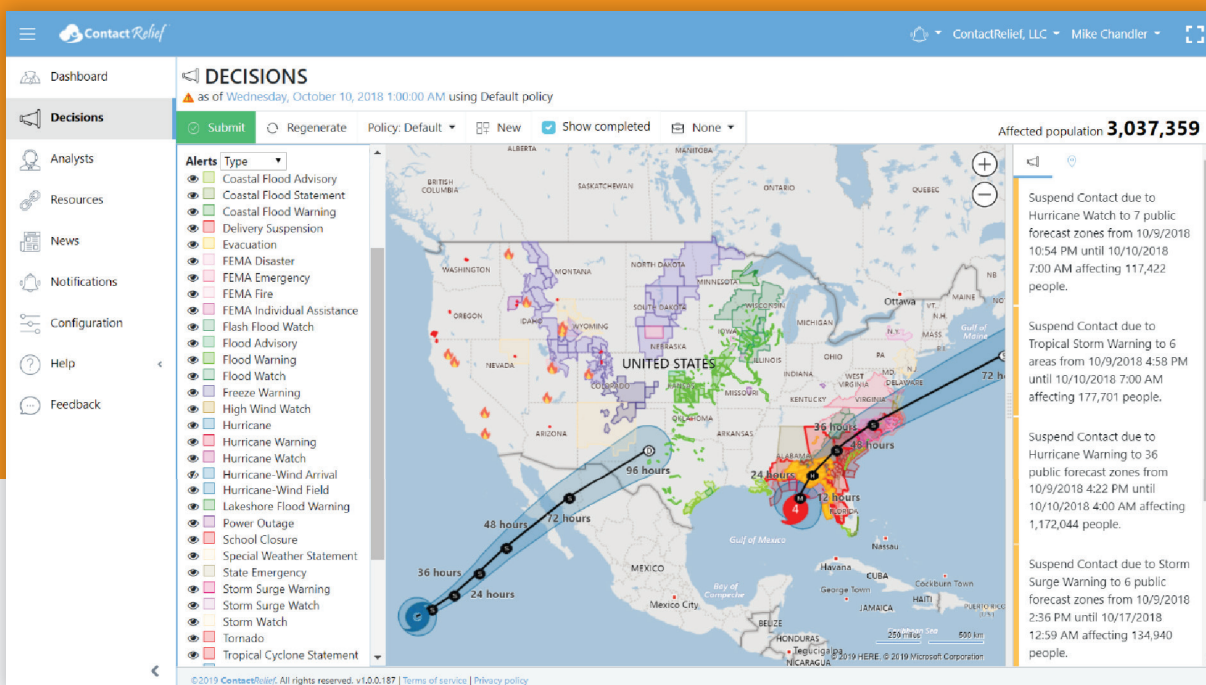 ContactRelief
ContactRelief, LLC
Mike Chandler
Dashboard
Decisions
Analysts
Resources
News
Notifications
Configuration
Help
Feedback
DECISIONS
as of Wednesday, October 10, 2018 1:00:00 AM using Default policy
Submit
Regenerate
Policy: Default
New
Show completed
None
Affected population 3,037,359
Alerts Type
Coastal Flood Advisory
Coastal Flood Statement
Coastal Flood Warning
Delivery Suspension
Evacuation
FEMA Disaster
FEMA Emergency
FEMA Fire
FEMA Individual Assistance
Flash Flood Watch
Flood Advisory
Flood Warning
Flood Watch
Freeze Warning
High Wind Watch
Hurricane
Hurricane Warning
Hurricane Watch
Hurricane-Wind Arrival
Hurricane-Wind Field
Lakeshore Flood Warning
Power Outage
School Closure
Special Weather Statement
State Emergency
Storm Surge Warning
Storm Surge Watch
Storm Watch
Tornado
Tropical Cyclone Statement
ALBERTA
MANITOBA
BRITISH
COLUMBIA
SASKATCHEWAN
ONTARIO
QUEBEC
NB
WASHINGTON
MONTANA
NORTH DAKOTA
MINNESOTA
Ottawa
MAINE
NO
VT.
N.H.
OREGON
IDAHO
WYOMING
SOUTH DAKOTA
WISCONSIN
MICHIGAN
N.Y.
MASS
Gulf of
Maine
IOWA
NEBRASKA
NEVADA
UNITED STATES
ILLINOIS
INDIANA
OHIO
PA
MD.
N.J.
DELAWARE
COLORADO
KANSAS
MISSOURI
WEST
VIRGINIA
KENTUCKY
VIRGINIA
72 h
ARIZONA
OKLAHOMA
ARKANSAS
36 hours
48 hours
ALABAMA
24 hours
12 hours
4
FLORIDA
96 hours
72 hours
48 hours
36 hours
24 hours
Gulf of Mexico
MEXICO
Mexico City
Bay of
Campeche
Nassau
Havana
CUBA
George Town
Cockburn Town
HAITI
JAMAICA
PUERTO RICO
BELIZE
HONDURAS
Tegucigalpa
NICARAGUA
250 miles
500 km
© 2019 HERE, © 2019 Microsoft Corporation
Suspend Contact due to
Hurricane Watch to 7 public
forecast zones from 10/9/2018
10:54 PM until 10/10/2018
7:00 AM affecting 117,422
people.
Suspend Contact due to
Tropical Storm Warning to 6
areas from 10/9/2018 4:58 PM
until 10/10/2018 7:00 AM
affecting 177,701 people.
Suspend Contact due to
Hurricane Warning to 36
public forecast zones from
10/9/2018 4:22 PM until
10/10/2018 4:00 AM affecting
1,172,044 people.
Suspend Contact due to Storm
Surge Warning to 6 public
forecast zones from 10/9/2018
2:36 PM until 10/17/2018
12:59 AM affecting 134,940
people.
©2019 ContactRelief. All rights reserved. v1.0.0.187 | Terms of service | Privacy policy